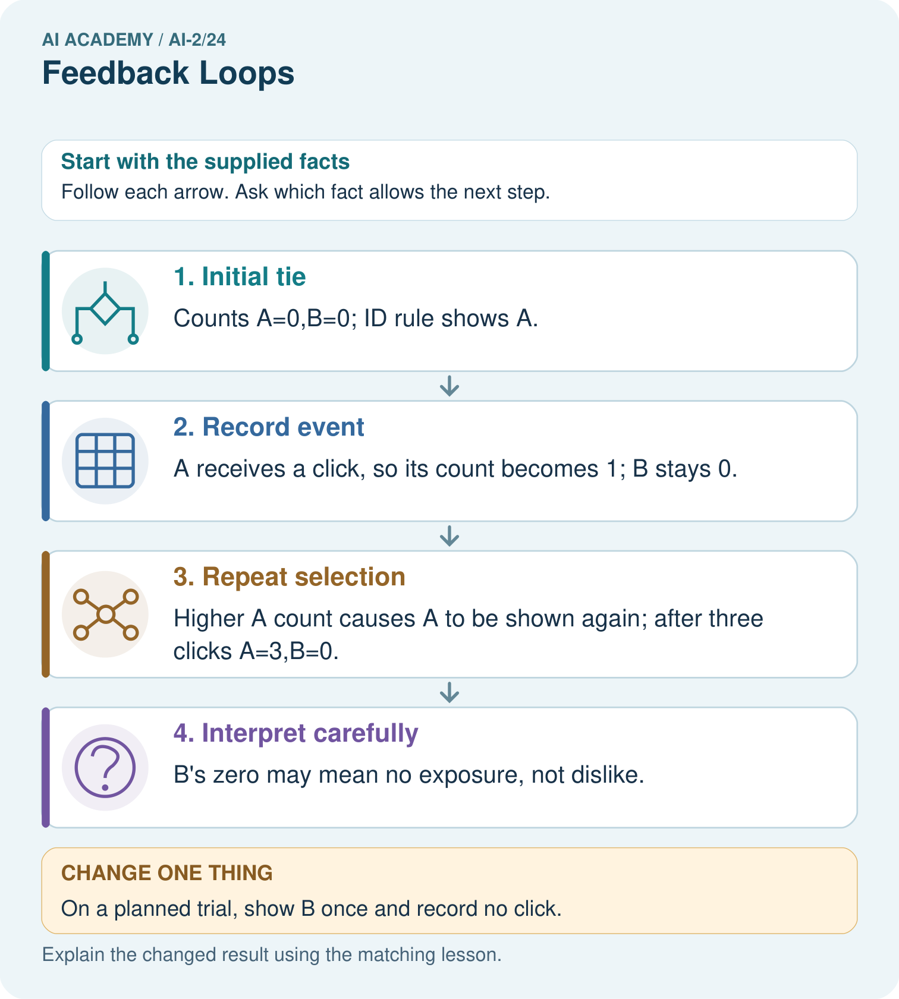 AI ACADEMY / AI-2/24
Feedback Loops
Start with the supplied facts
Follow each arrow. Ask which fact allows the next step.
1. Initial tie
Counts A=0,B=0; ID rule shows A.
2. Record event
A receives a click, so its count becomes 1; B stays 0.
3. Repeat selection
Higher A count causes A to be shown again; after three
clicks A=3,B=0.
4. Interpret carefully
B's zero may mean no exposure, not dislike.
CHANGE ONE THING
On a planned trial, show B once and record no click.
Explain the changed result using the matching lesson.